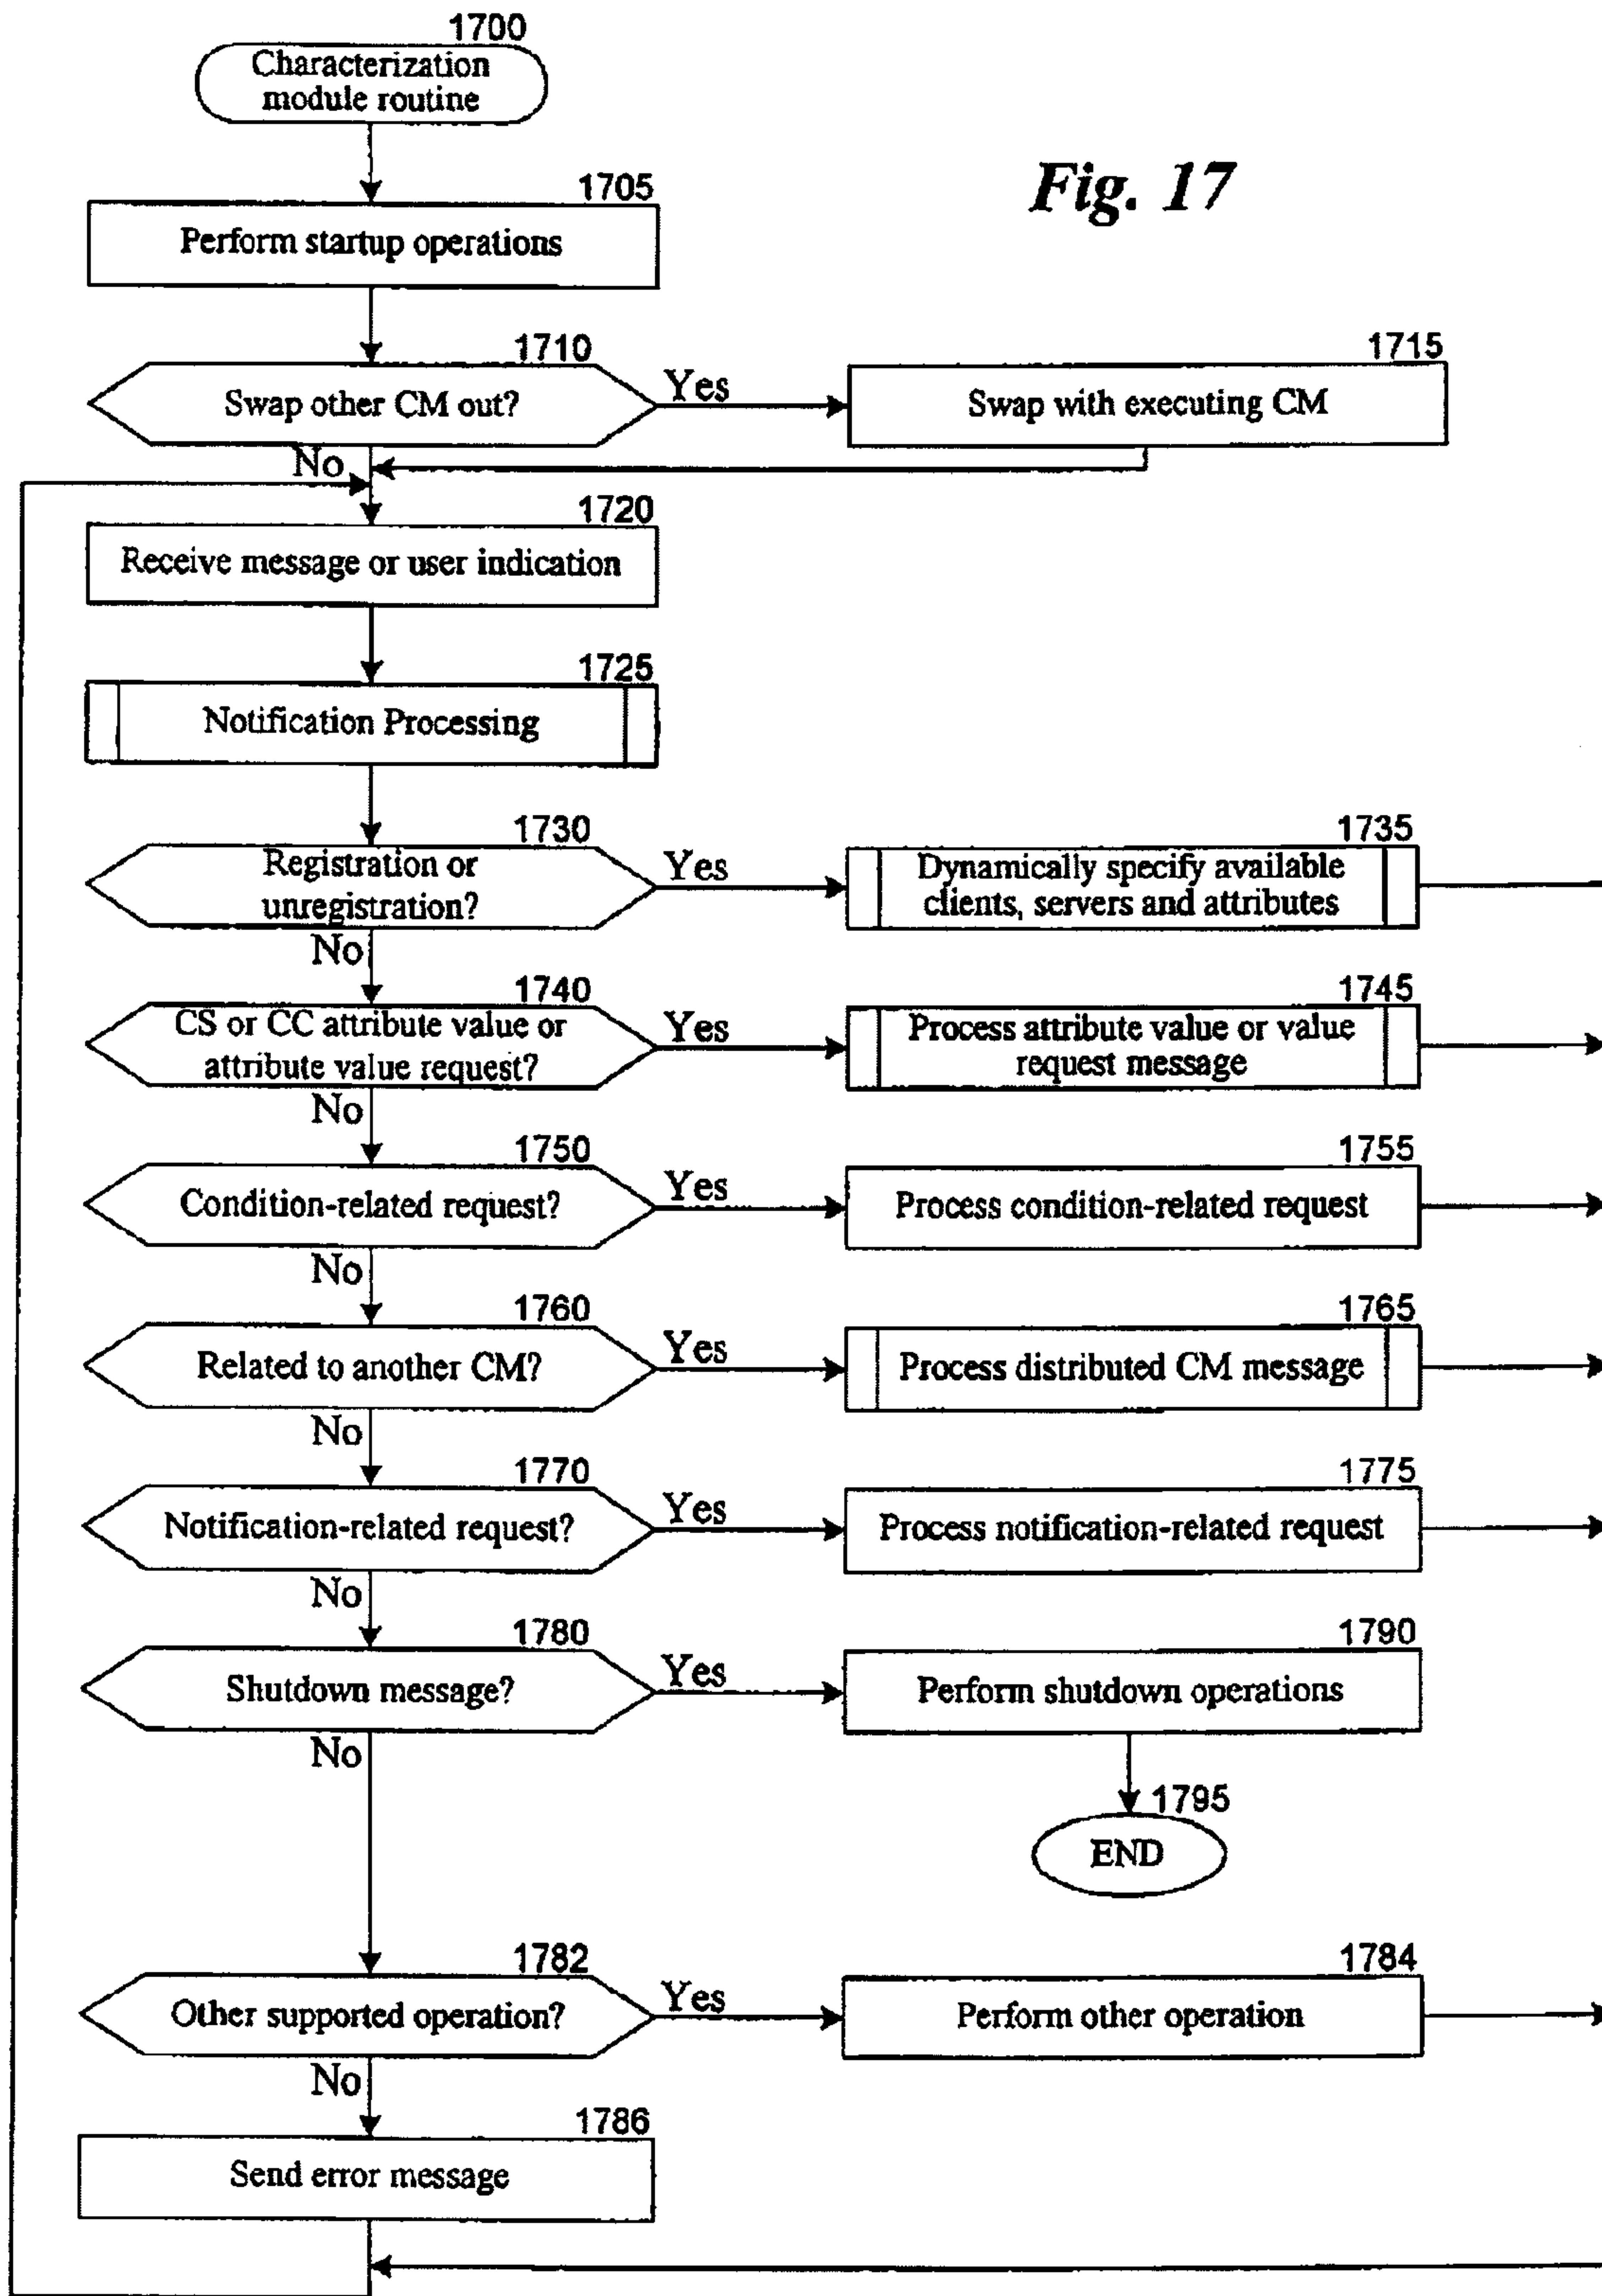 1700
Characterization
module routine
Fig. 17
1705
Perform startup operations
1710
Swap other CM out?
Yes
1715
Swap with executing CM
No
1720
Receive message or user indication
1725
Notification Processing
1730
Registration or
unregistration?
Yes
1735
Dynamically specify available
clients, servers and attributes
No
1740
CS or CC attribute value or
attribute value request?
Yes
1745
Process attribute value or value
request message
No
1750
Condition-related request?
Yes
1755
Process condition-related request
No
1760
Related to another CM?
Yes
1765
Process distributed CM message
No
1770
Notification-related request?
Yes
1775
Process notification-related request
No
1780
Shutdown message?
Yes
1790
Perform shutdown operations
No
1795
END
1782
Other supported operation?
Yes
1784
Perform other operation
No
1786
Send error message